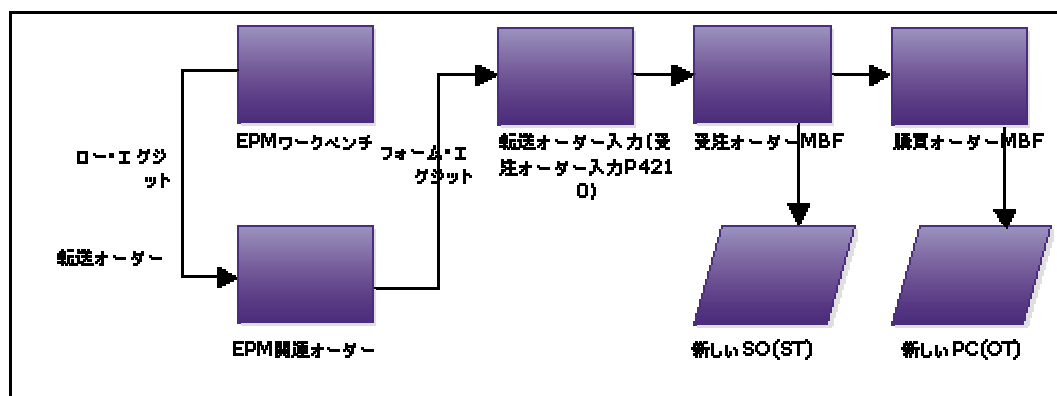 EPMワークベンチ
転送オーダー入力(受
注オーダー入力P421
0)
受注オーダーMBF
購買オーダーMBF
ロー・エグジ
ット
フォーム・エ
グジット
転送オーダー
EPM関連オーダー
新しいSO(ST)
新しいPC(OT)